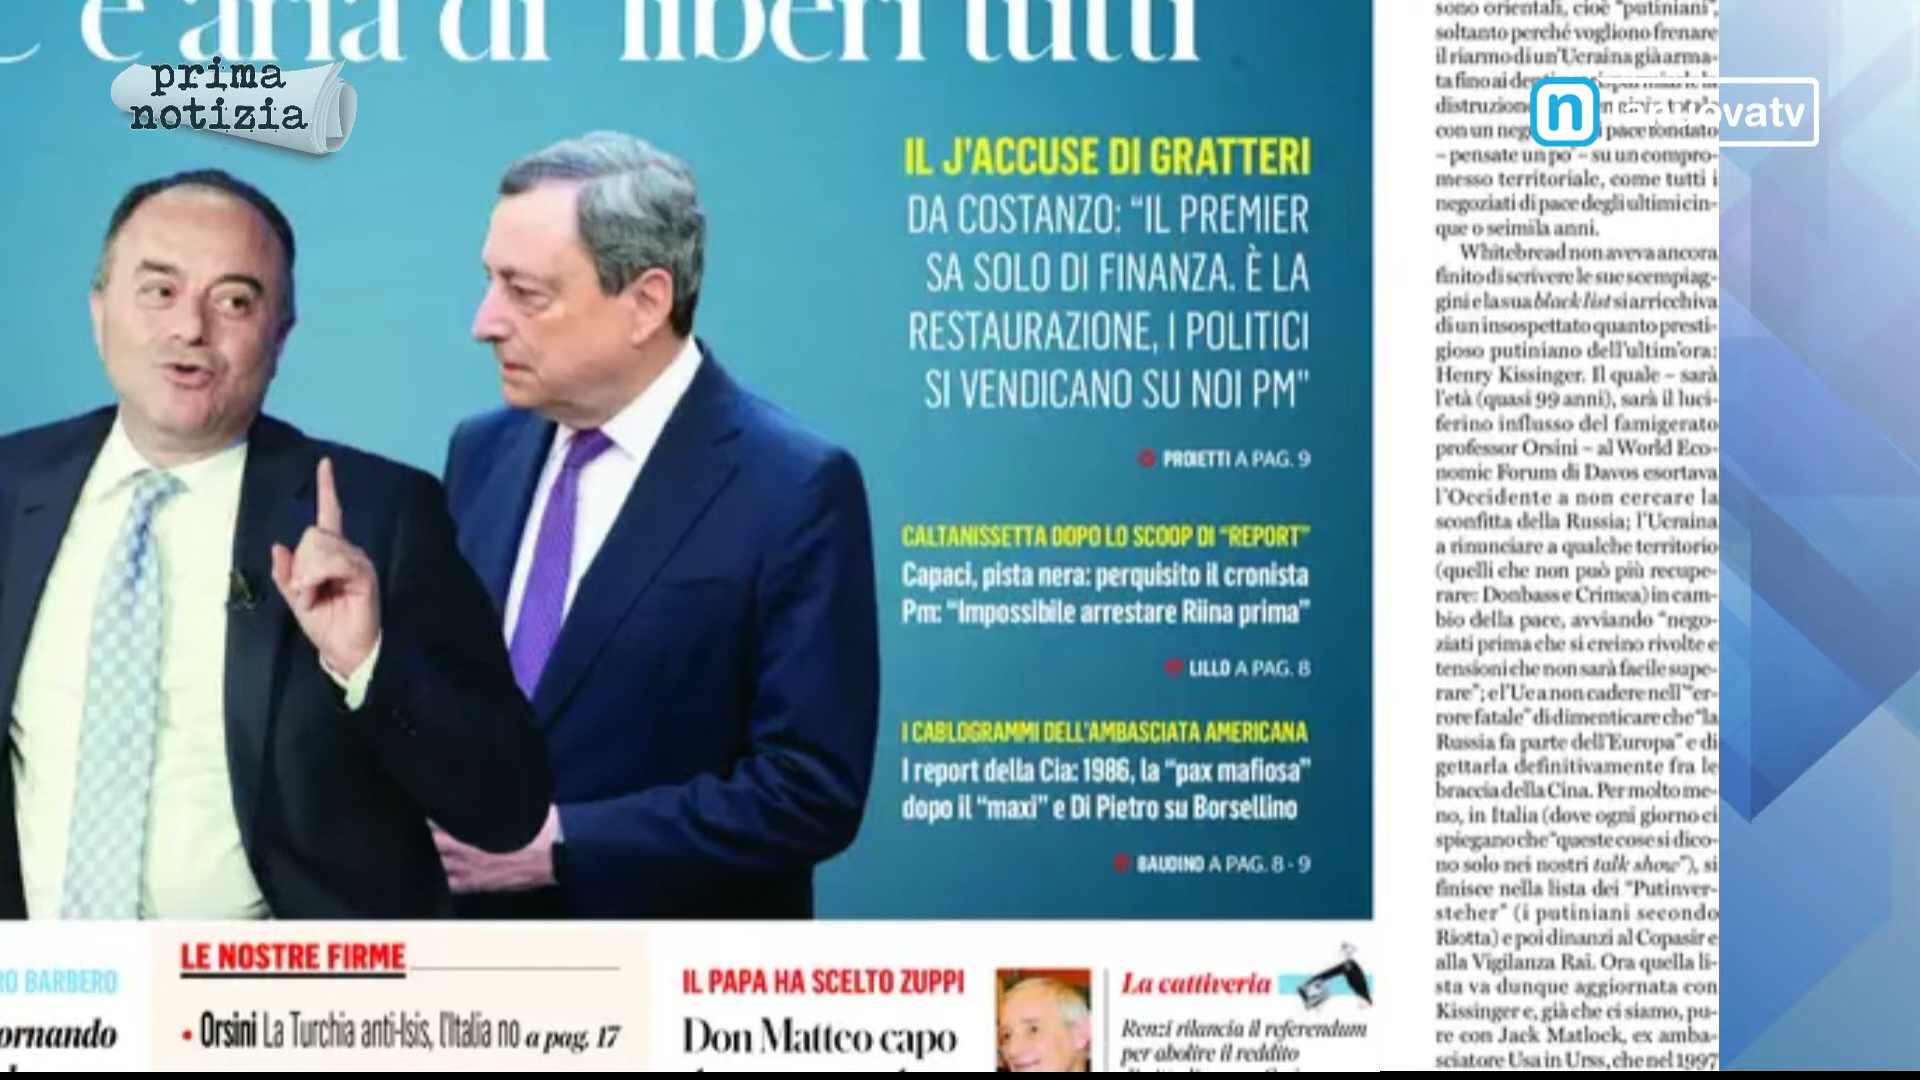 C'è aria di "liberi tutti"
prima
notizia
n lanuovatv
IL J'ACCUSE DI GRATTERI
DA COSTANZO: "IL PREMIER
SA SOLO DI FINANZA. È LA
RESTAURAZIONE, I POLITICI
SI VENDICANO SU NOI PM"
PROIETTI A PAG. 9
CALTANISSETTA DOPO LO SCOOP DI "REPORT"
Capaci, pista nera: perquisito il cronista
Pm: "Impossibile arrestare Riina prima"
LILLO A PAG. 8
I CABLOGRAMMI DELL'AMBASCIATA AMERICANA
I report della Cia: 1986, la "pax mafiosa"
dopo il "maxi" e Di Pietro su Borsellino
BAUDINO A PAG. 8 - 9
RO BARBERO
ornando
LE NOSTRE FIRME
• Orsini La Turchia anti-Isis, l'Italia no a pag. 17
IL PAPA HA SCELTO ZUPPI
Don Matteo capo
La cattiveria
Renzi rilancia il referendum
per abolire il reddito
sono orientali, cioè "putiniani",
soltanto perché vogliono frenare
il riarmo di un'Ucraina già arma-
ta fino ai
distruzione
con un neg pace fondato
– pensate un po' – su un compro-
messo territoriale, come tutti i
negoziati di pace degli ultimi cin-
que o seimila anni.
Whitebread non aveva ancora
finito di scrivere le sue scempiag-
gini e la sua black list si arricchiva
di un insospettato quanto presti-
gioso putiniano dell'ultim'ora:
Henry Kissinger. Il quale – sarà
l'età (quasi 99 anni), sarà il luci-
ferino influsso del famigerato
professor Orsini – al World Eco-
nomic Forum di Davos esortava
l'Occidente a non cercare la
sconfitta della Russia; l'Ucraina
a rinunciare a qualche territorio
(quelli che non può più recupe-
rare: Donbass e Crimea) in cam-
bio della pace, avviando "nego-
ziati prima che si creino rivolte e
tensioni che non sarà facile supe-
rare"; e l'Ue a non cadere nell'"er-
rore fatale" di dimenticare che "la
Russia fa parte dell'Europa" e di
gettarla definitivamente fra le
braccia della Cina. Per molto me-
no, in Italia (dove ogni giorno ci
spiegano che "queste cose si dico-
no solo nei nostri talk show"), si
finisce nella lista dei "Putinver-
steher" (i putiniani secondo
Riotta) e poi dinanzi al Copasir e
alla Vigilanza Rai. Ora quella li-
sta va dunque aggiornata con
Kissinger e, già che ci siamo, pu-
re con Jack Matlock, ex amba-
sciatore Usa in Urss, che nel 1997